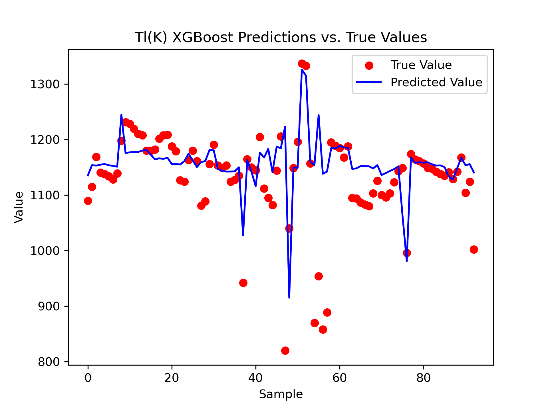 Tl(K) XGBoost Predictions vs. True Values
True Value
Predicted Value
1300
1200
1100
1000
900
800
Value
0 20 40 60 80
Sample